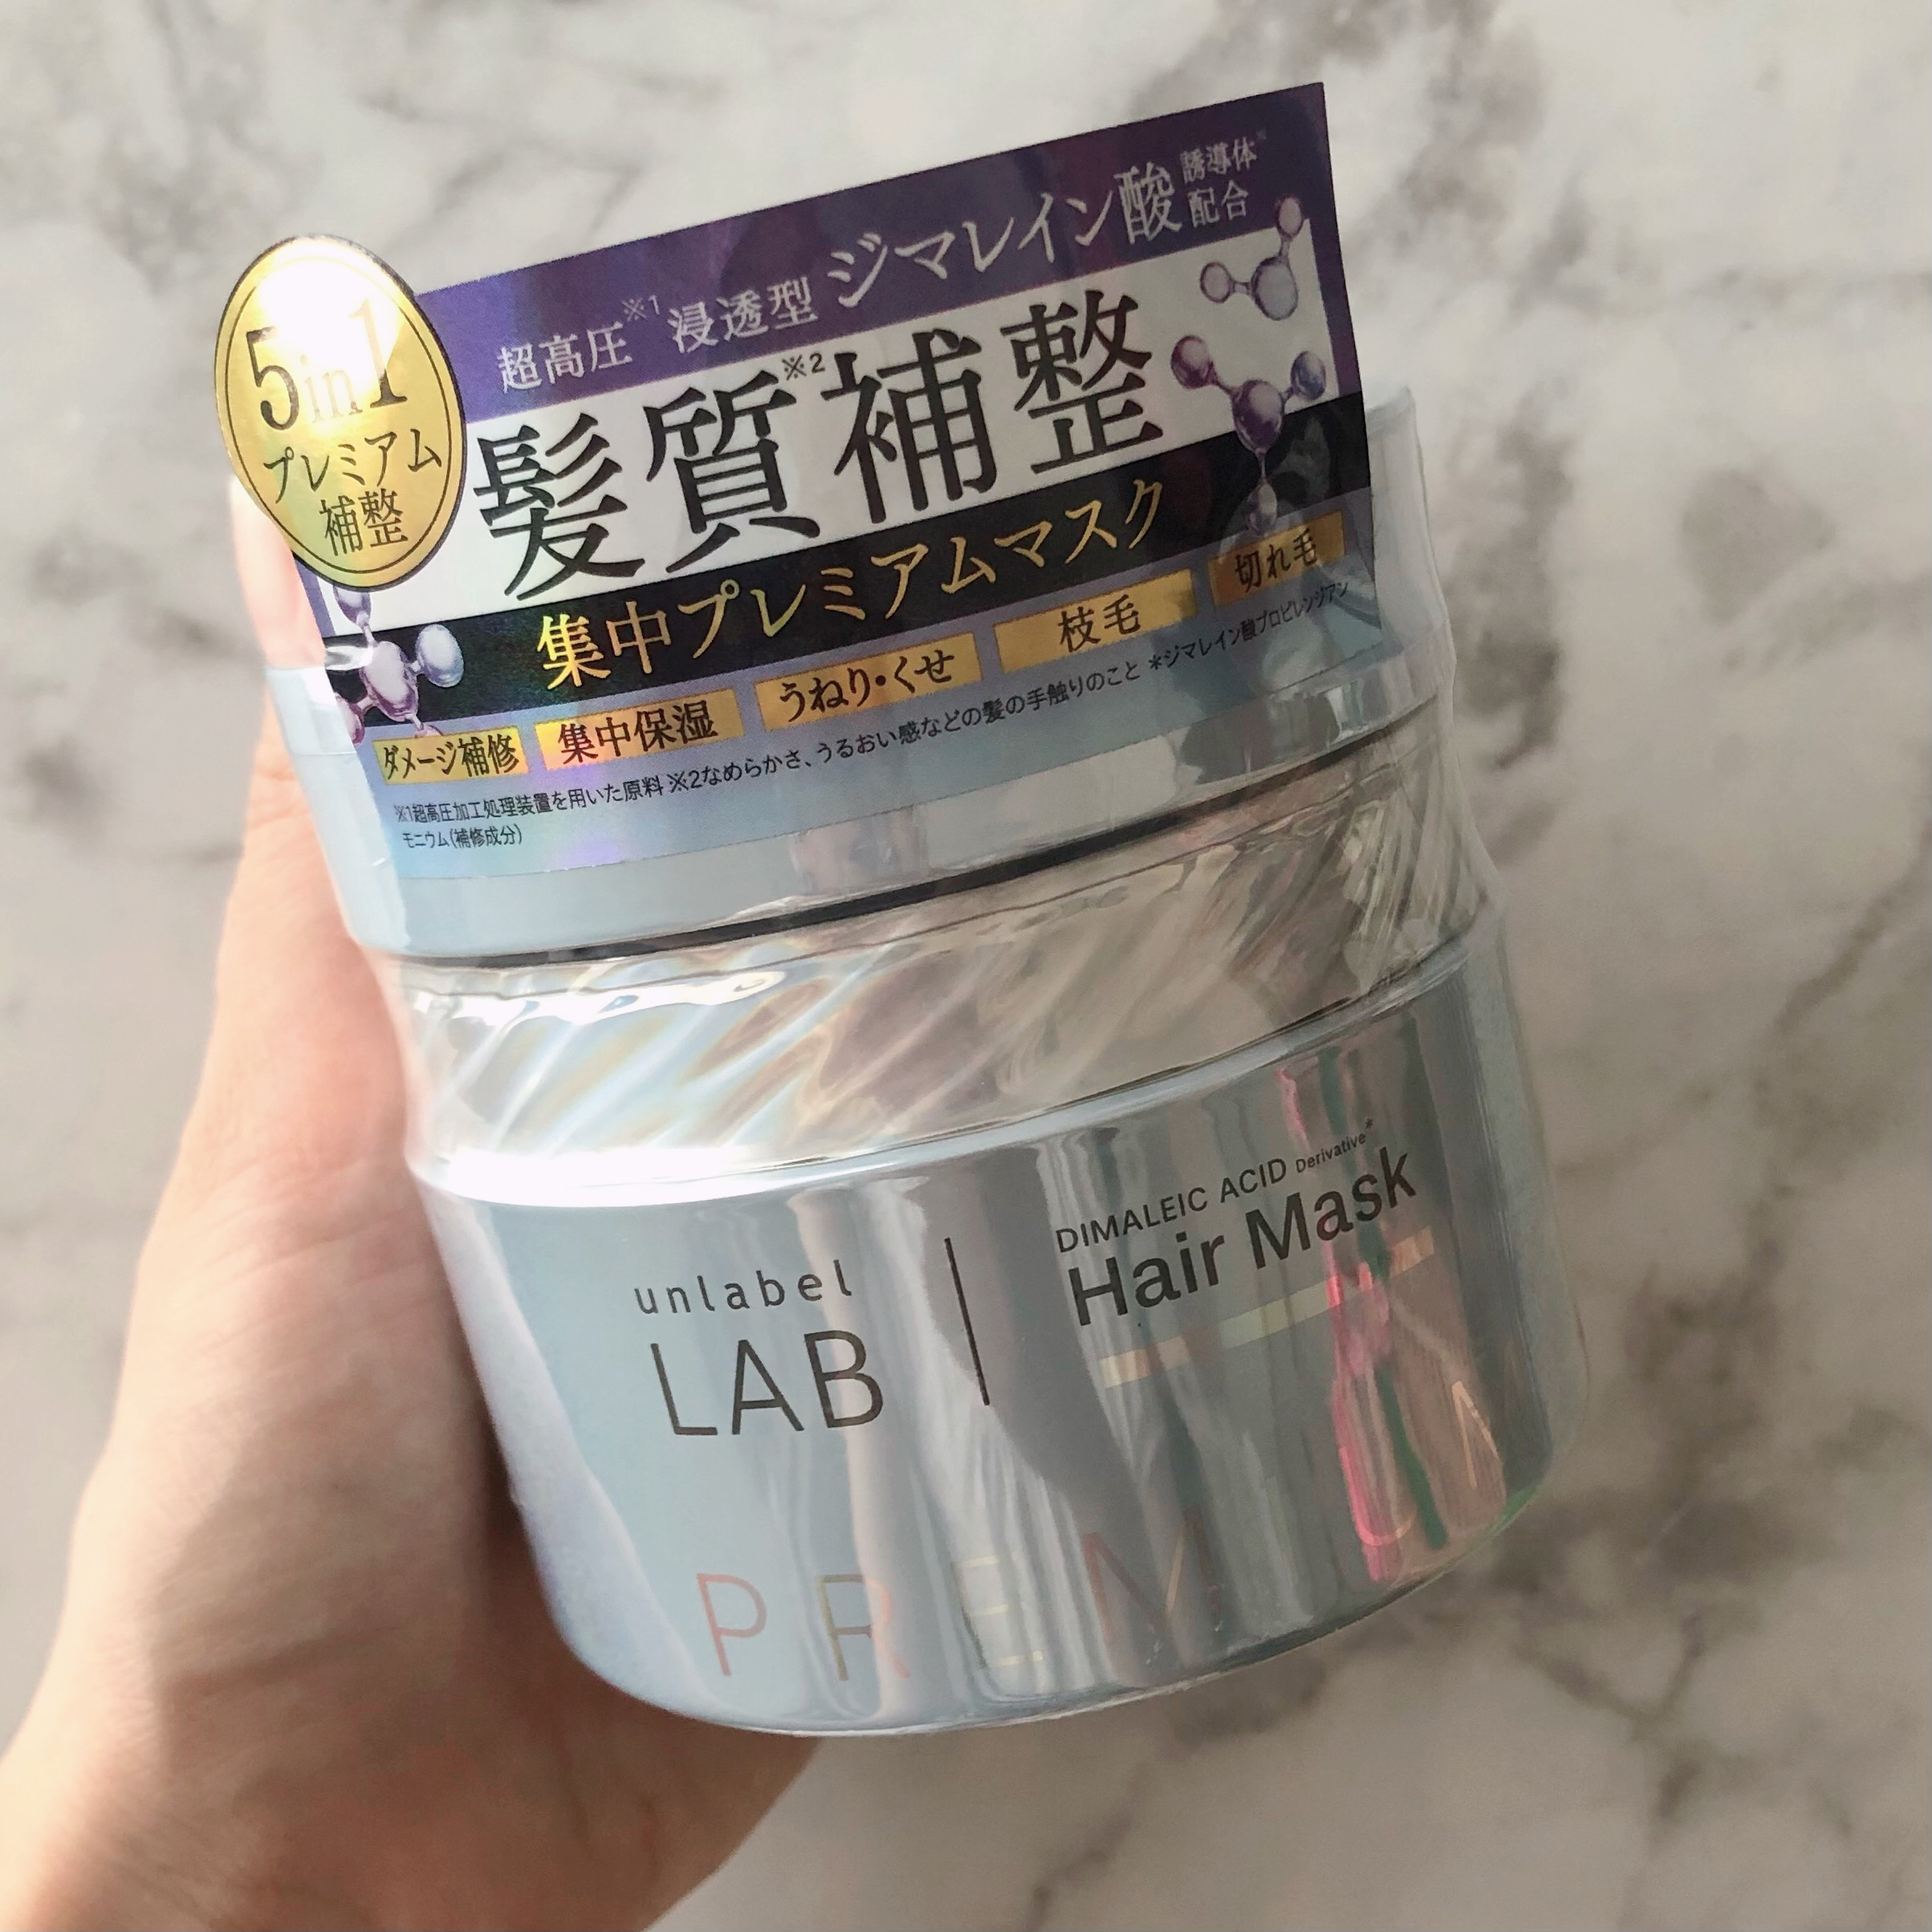 5in1
プレミアム
補整
超高圧※1浸透型 ジマレイン酸 誘導体※
配合
髪質※2補整
集中プレミアムマスク
ダメージ補修 集中保湿 うねり・くせ 枝毛 切れ毛
※1超高圧加工処理装置を用いた原料 ※2なめらかさ、うるおい感などの髪の手触りのこと *ジマレイン酸プロピレンジアン
モニウム(補修成分)
unlabel
LAB
DIMALEIC ACID Derivative*
Hair Mask
PREMIUM